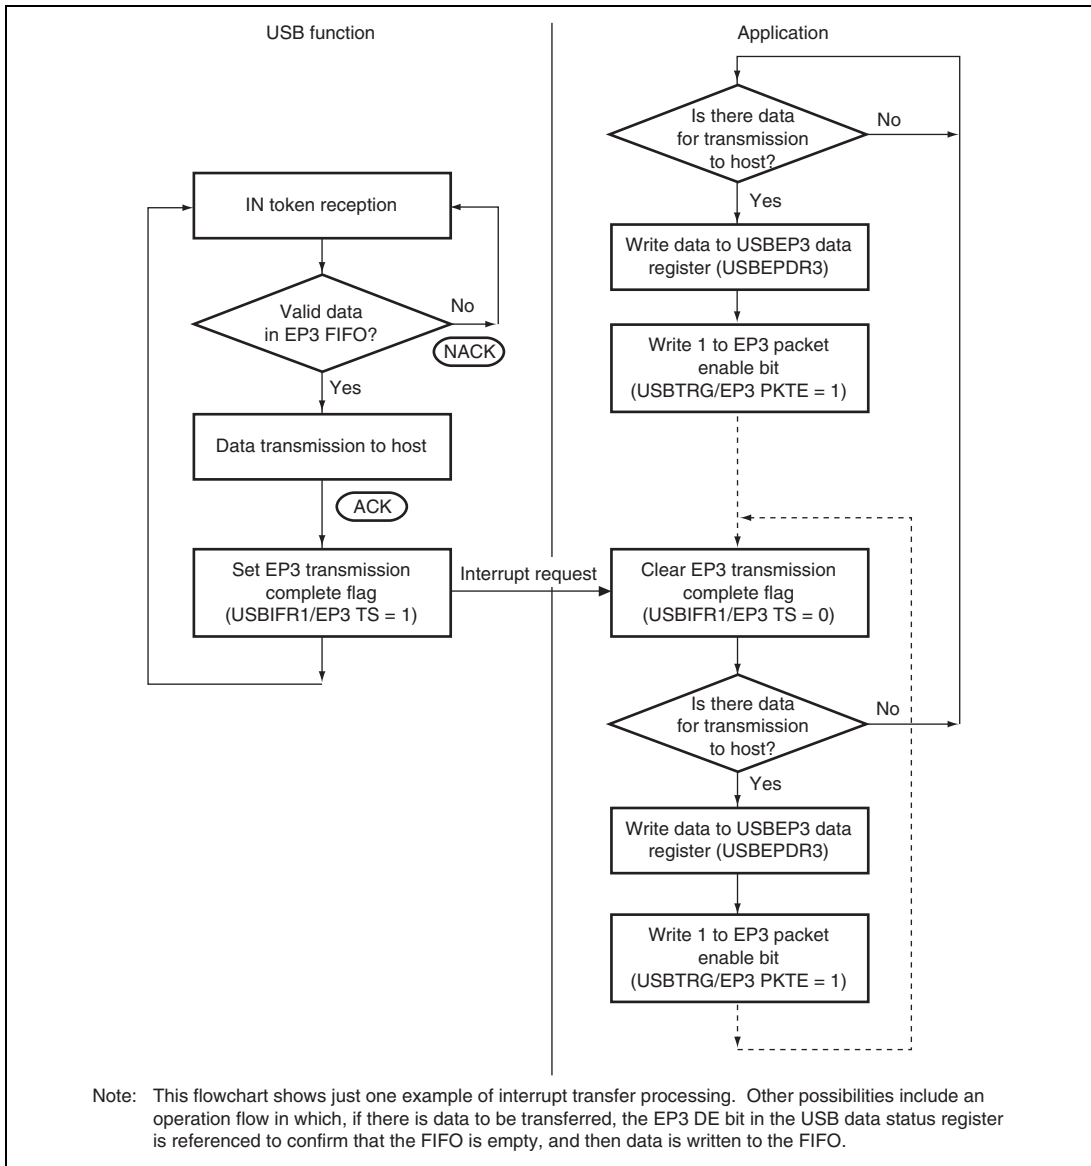 USB function
Application
Is there data
for transmission
to host?
No
Yes
IN token reception
Write data to USBEP3 data
register (USBEPDR3)
Valid data
in EP3 FIFO?
No
NACK
Yes
Write 1 to EP3 packet
enable bit
(USBTRG/EP3 PKTE = 1)
Data transmission to host
ACK
Set EP3 transmission
complete flag
(USBIFR1/EP3 TS = 1)
Interrupt request
Clear EP3 transmission
complete flag
(USBIFR1/EP3 TS = 0)
Is there data
for transmission
to host?
No
Yes
Write data to USBEP3 data
register (USBEPDR3)
Write 1 to EP3 packet
enable bit
(USBTRG/EP3 PKTE = 1)
Note: This flowchart shows just one example of interrupt transfer processing. Other possibilities include an
operation flow in which, if there is data to be transferred, the EP3 DE bit in the USB data status register
is referenced to confirm that the FIFO is empty, and then data is written to the FIFO.